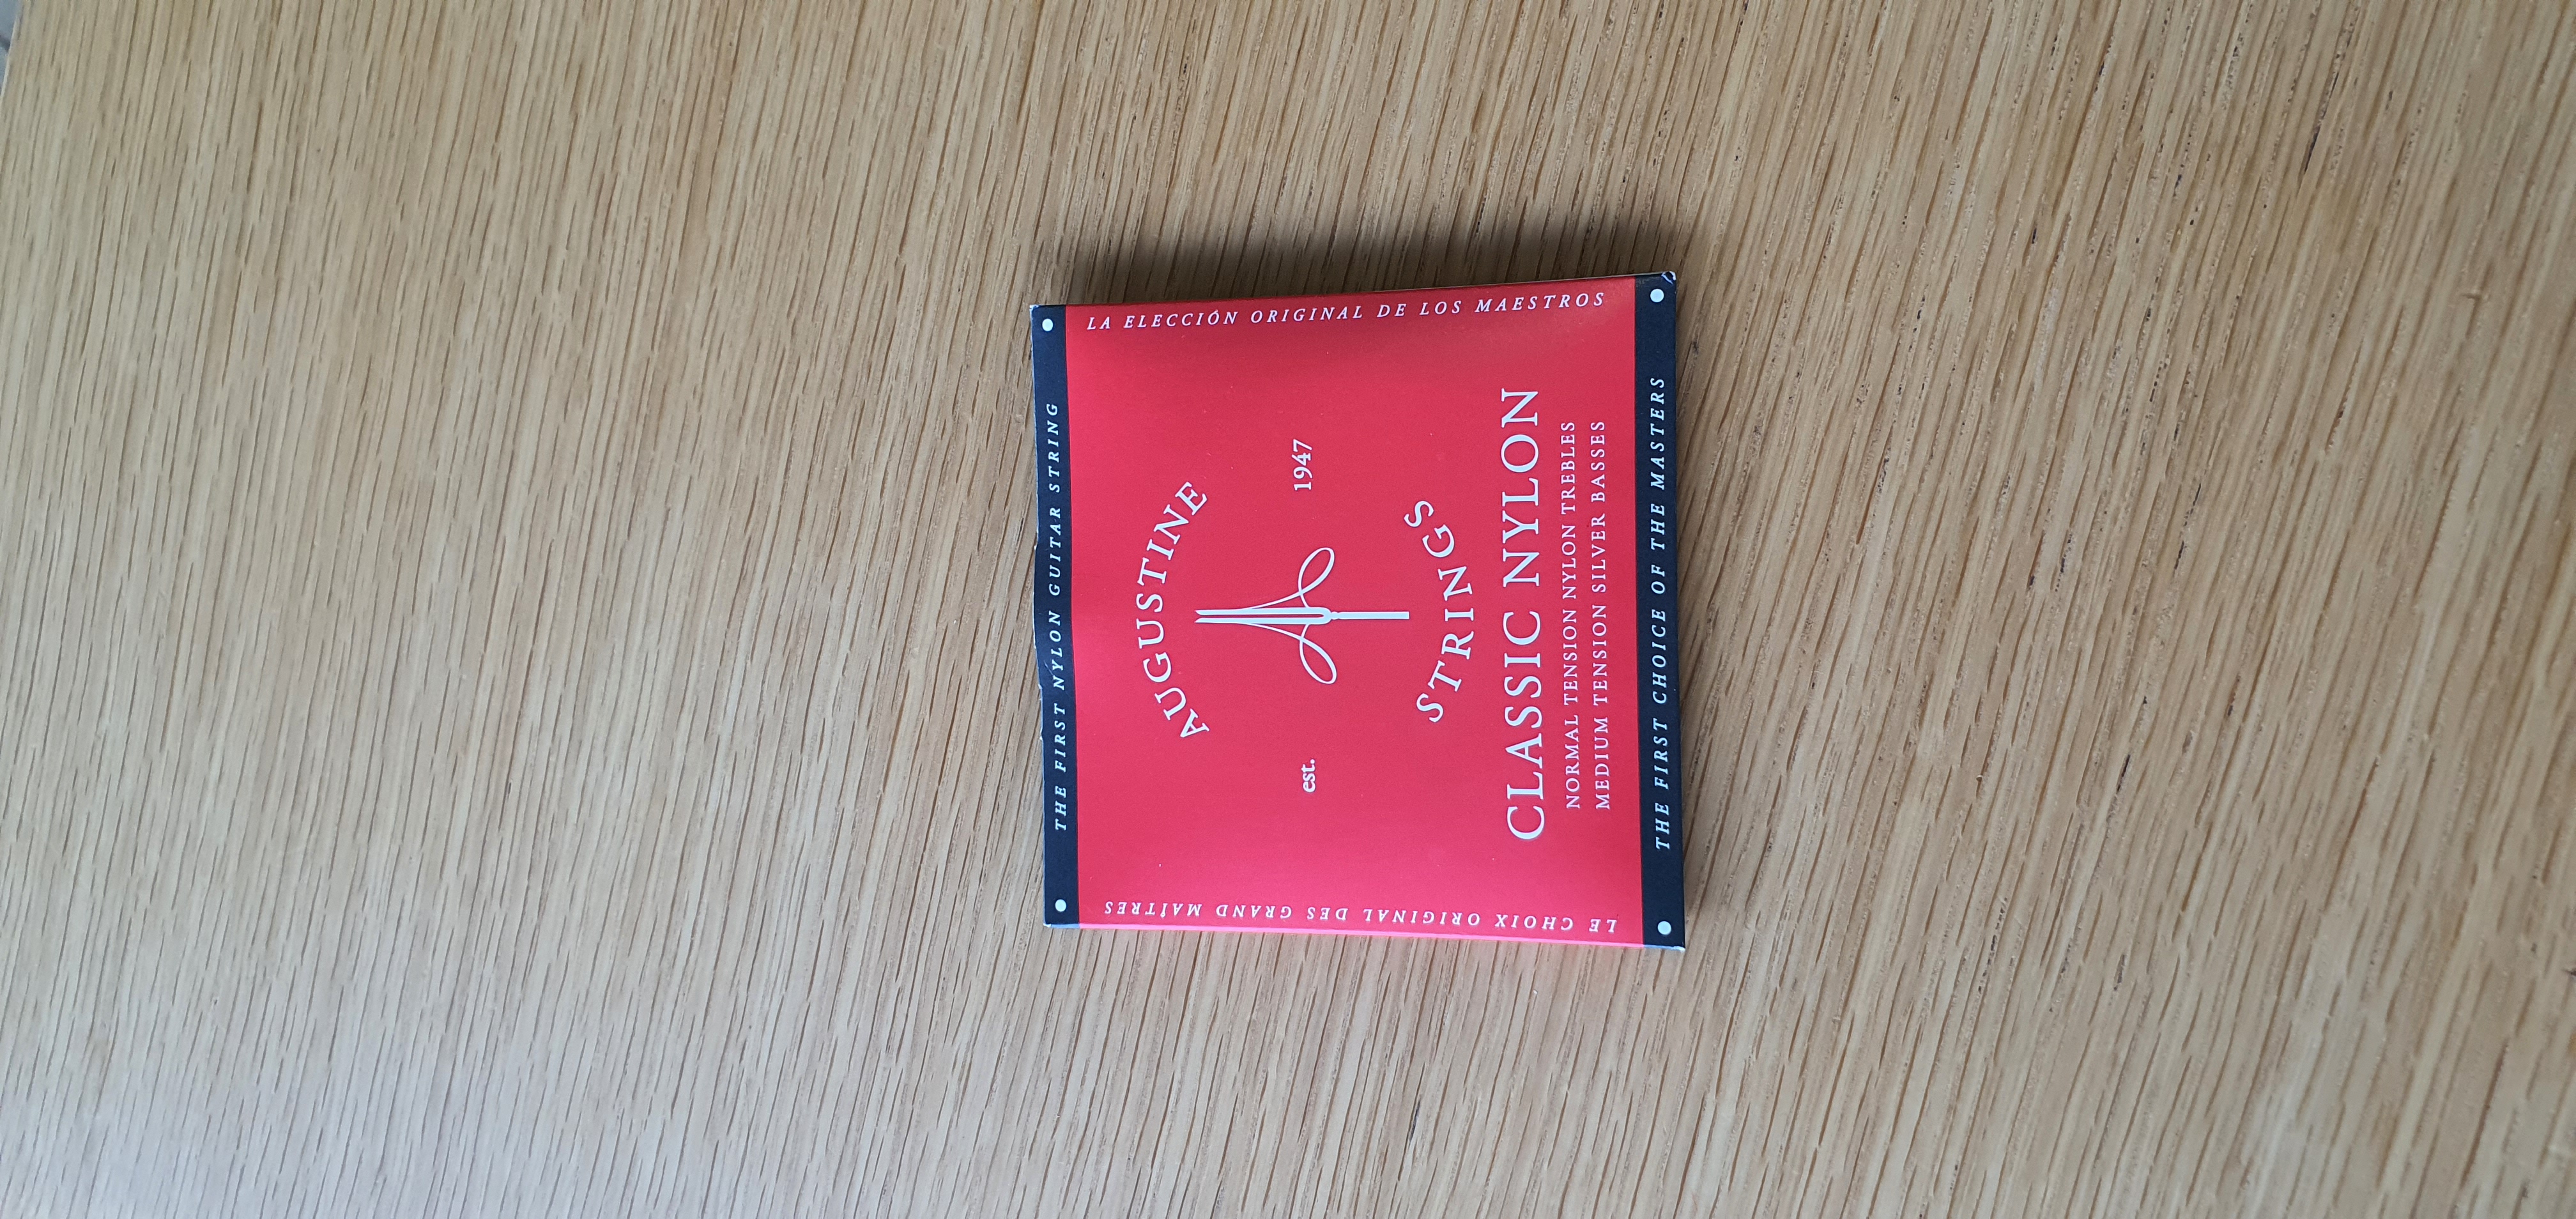 THE FIRST NYLON GUITAR STRING
LA ELECCIÓN ORIGINAL DE LOS MAESTROS
AUGUSTINE
est. 1947
STRINGS
CLASSIC NYLON
NORMAL TENSION NYLON TREBLES
MEDIUM TENSION SILVER BASSES
LE CHOIX ORIGINAL DES GRAND MAÎTRES
THE FIRST CHOICE OF THE MASTERS